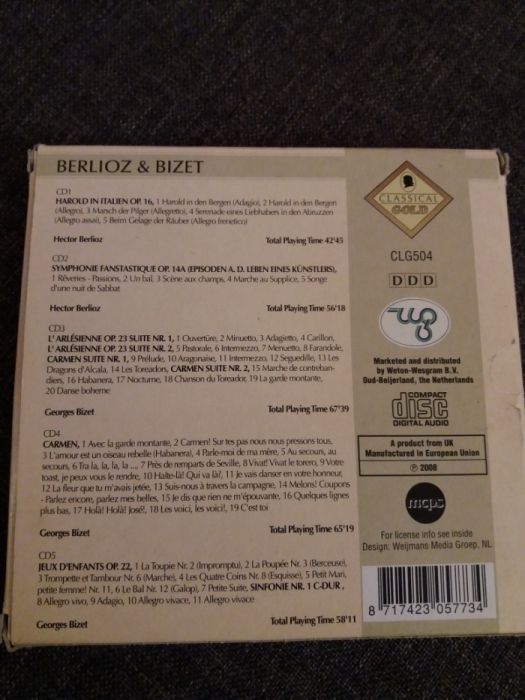 BERLIOZ & BIZET
CD1
HAROLD IN ITALIEN OP. 16, 1 Harold in den Bergen (Adagio), 2 Harold in den Bergen
(Allegro), 3 Marsch der Pilger (Allegretto), 4 Serenade eines Liebhabers in den Abruzzen
(Allegro assai), 5 Beim Gelage der Räuber (Allegro frenetico)
Hector Berlioz Total Playing Time 42'45
CD2
SYMPHONIE FANSTASTIQUE OP. 14A (EPISODEN A. D. LEBEN EINES KÜNSTLERS),
1 Rêveries - Passions, 2 Un bal, 3 Scène aux champs, 4 Marche au Supplice, 5 Songe
d'une nuit de Sabbat
Hector Berlioz Total Playing Time 56'18
CD3
L'ARLÉSIENNE OP. 23 SUITE NR. 1, 1 Ouvertüre, 2 Minuetto, 3 Adagietto, 4 Carillon,
L'ARLÉSIENNE OP. 23 SUITE NR. 2, 5 Pastorale, 6 Intermezzo, 7 Menuetto, 8 Farandole,
CARMEN SUITE NR. 1, 9 Prélude, 10 Aragonaise, 11 Intermezzo, 12 Seguedille, 13 Les
Dragons d'Alcala, 14 Les Toreadors, CARMEN SUITE NR. 2, 15 Marche de contreban-
diers, 16 Habanera, 17 Nocturne, 18 Chanson du Toreador, 19 La garde montante,
20 Danse boheme
Georges Bizet Total Playing Time 67'39
CD4
CARMEN, 1 Avec la garde montante, 2 Carmen! Sur tes pas nous nous pressons tous,
3 L'amour est un oiseau rebelle (Habanera), 4 Parle-moi de ma mère, 5 Au secours, au
secours, 6 Tra la, la, la, la ..., 7 Près de remparts de Seville, 8 Vivat! Vivat le torero, 9 Votre
toast, je peux vous le rendre, 10 Halte-là! Qui va là!, 11 Je vais danser en votre honneur,
12 La fleur que tu m'avais jetée, 13 Suis-nous à travers la campagne, 14 Melons! Coupons
- Parlez encore, parlez mes belles, 15 Je dis que rien ne m'épouvante, 16 Quelques lignes
plus bas, 17 Holà! Holà! José!, 18 Les voici, les voici!, 19 C'est toi
Georges Bizet Total Playing Time 65'19
CD5
JEUX D'ENFANTS OP. 22, 1 La Toupie Nr. 2 (Impromptu), 2 La Poupée Nr. 3 (Berceuse),
3 Trompette et Tambour Nr. 6 (Marche), 4 Les Quatre Coins Nr. 8 (Esquisse), 5 Petit Mari,
petite femme! Nr. 11, 6 Le Bal Nr. 12 (Galop), 7 Petite Suite, SINFONIE NR. 1 C-DUR,
8 Allegro vivo, 9 Adagio, 10 Allegro vivace, 11 Allegro vivace
Georges Bizet Total Playing Time 58'11
CLASSICAL
GOLD
CLG504
DDD
wg
Marketed and distributed
by Weton-Wesgram B.V.
Oud-Beijerland, the Netherlands
COMPACT
disc
DIGITAL AUDIO
A product from UK
Manufactured in European Union
℗ 2008
mcps
For license info see inside
Design: Weijmans Media Groep, NL
8 717423 057734